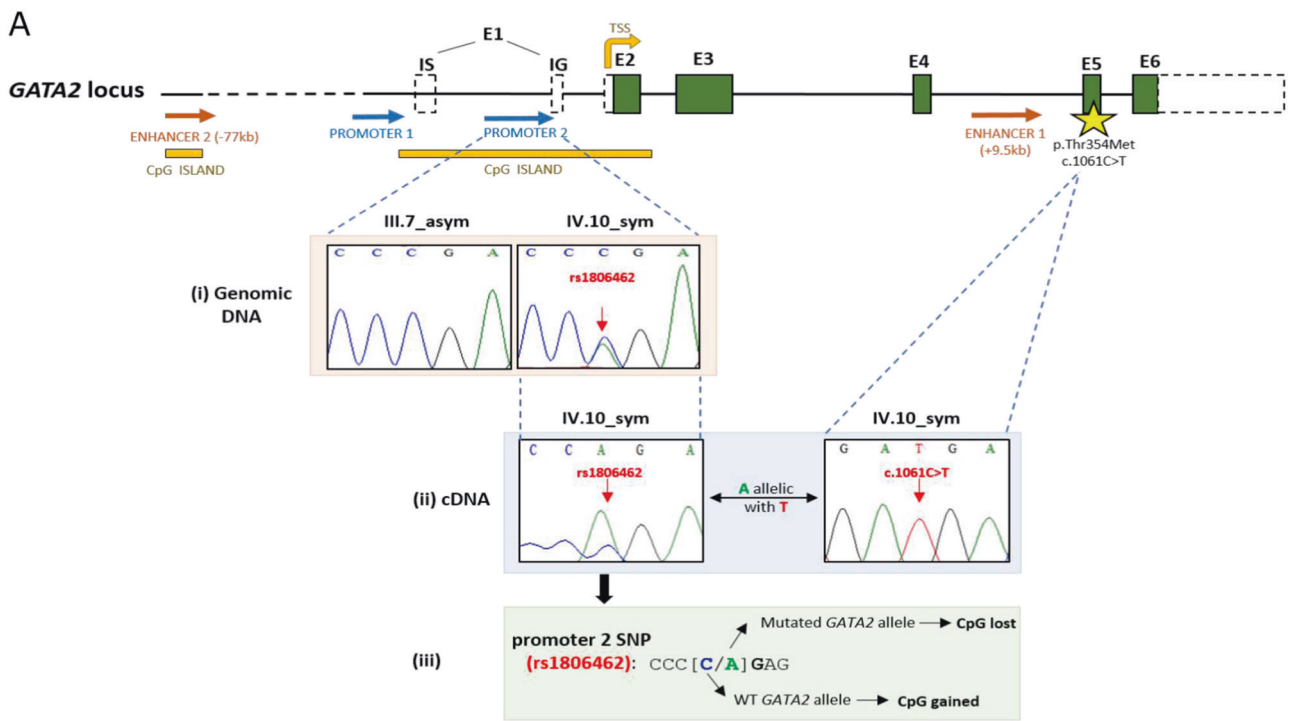 A
E1
TSS
IS
IG
E2
E3
E4
E5
E6
GATA2 locus
ENHANCER 2 (-77kb)
PROMOTER 1
PROMOTER 2
ENHANCER 1
(+9.5kb)
p.Thr354Met
c.1061C>T
CpG ISLAND
CpG ISLAND
III.7_asym
IV.10_sym
C C C G A
C C C G A
rs1806462
(i) Genomic
DNA
IV.10_sym
IV.10_sym
C C A G A
G A T G A
rs1806462
c.1061C>T
(ii) cDNA
A allelic
with T
Mutated GATA2 allele
CpG lost
promoter 2 SNP
(iii)
(rs1806462): CCC[C/A]GAG
WT GATA2 allele
CpG gained